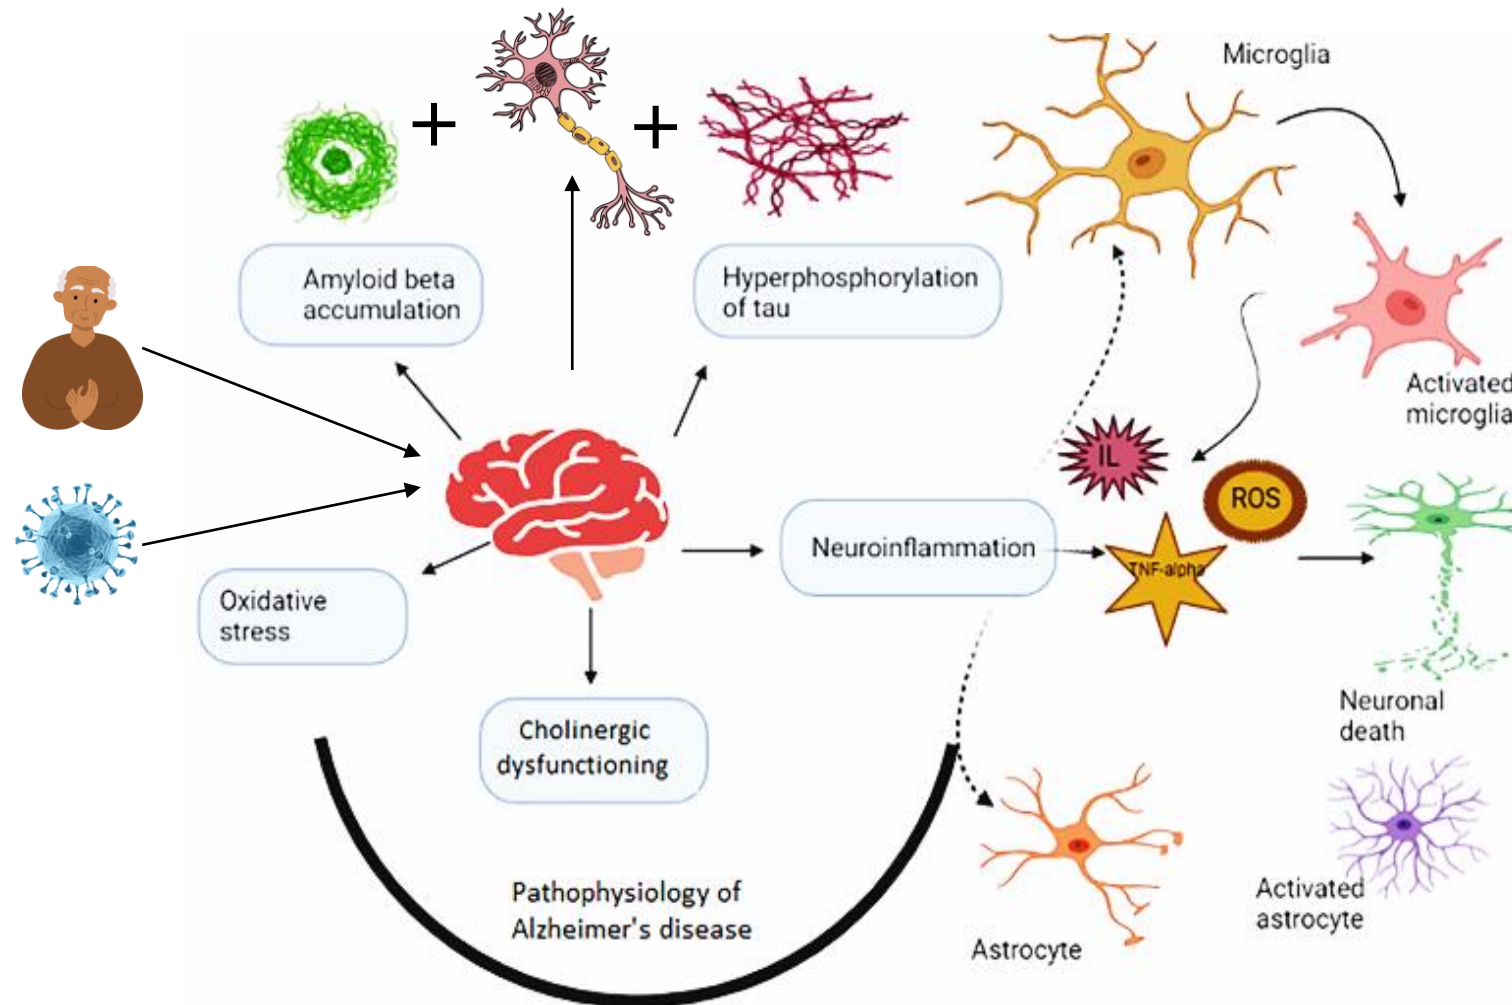 Microglia
Amyloid beta
accumulation
Hyperphosphorylation
of tau
Activated
microglia
IL
ROS
Neuroinflammation
TNF-alpha
Oxidative
stress
Neuronal
death
Cholinergic
dysfunctioning
Pathophysiology of
Alzheimer's disease
Activated
astrocyte
Astrocyte